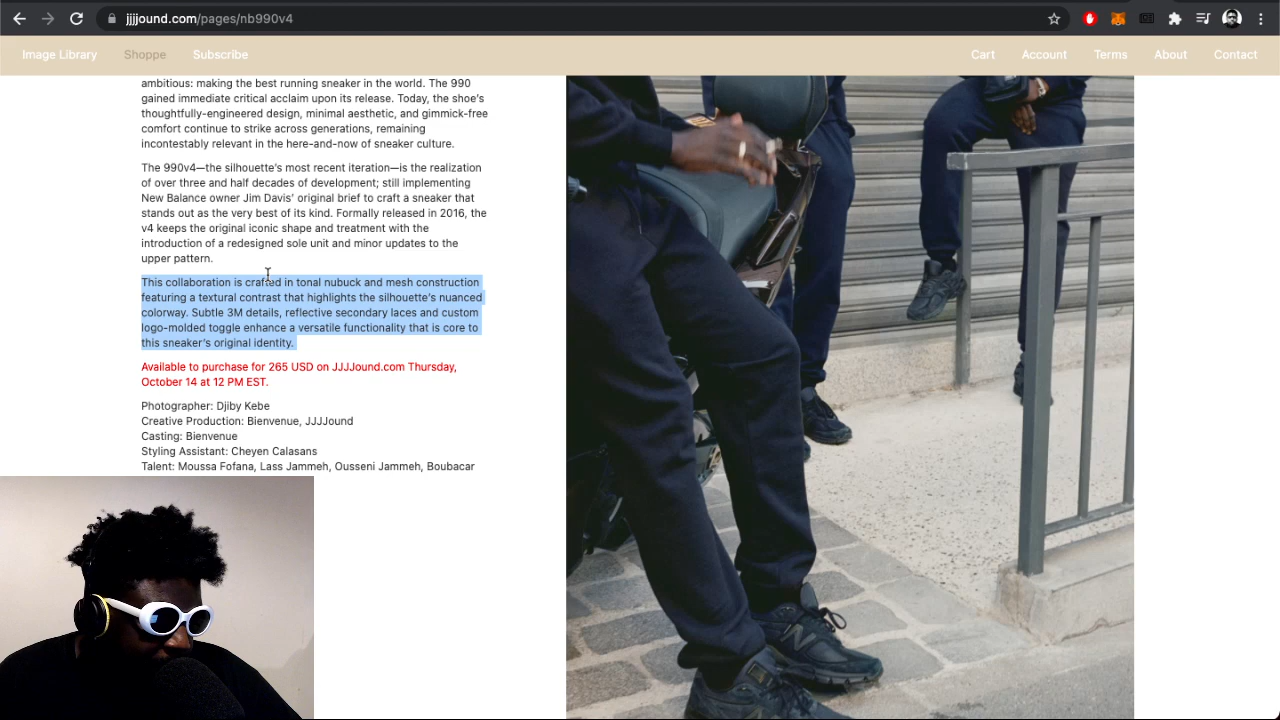 jjjjound.com/pages/nb990v4
Image Library Shoppe Subscribe Cart Account Terms About Contact
ambitious: making the best running sneaker in the world. The 990
gained immediate critical acclaim upon its release. Today, the shoe's
thoughtfully-engineered design, minimal aesthetic, and gimmick-free
comfort continue to strike across generations, remaining
incontestably relevant in the here-and-now of sneaker culture.
The 990v4—the silhouette's most recent iteration—is the realization
of over three and half decades of development; still implementing
New Balance owner Jim Davis' original brief to craft a sneaker that
stands out as the very best of its kind. Formally released in 2016, the
v4 keeps the original iconic shape and treatment with the
introduction of a redesigned sole unit and minor updates to the
upper pattern.
This collaboration is crafted in tonal nubuck and mesh construction
featuring a textural contrast that highlights the silhouette's nuanced
colorway. Subtle 3M details, reflective secondary laces and custom
logo-molded toggle enhance a versatile functionality that is core to
this sneaker's original identity.
Available to purchase for 265 USD on JJJJound.com Thursday,
October 14 at 12 PM EST.
Photographer: Djiby Kebe
Creative Production: Bienvenue, JJJJound
Casting: Bienvenue
Styling Assistant: Cheyen Calasans
Talent: Moussa Fofana, Lass Jammeh, Ousseni Jammeh, Boubacar